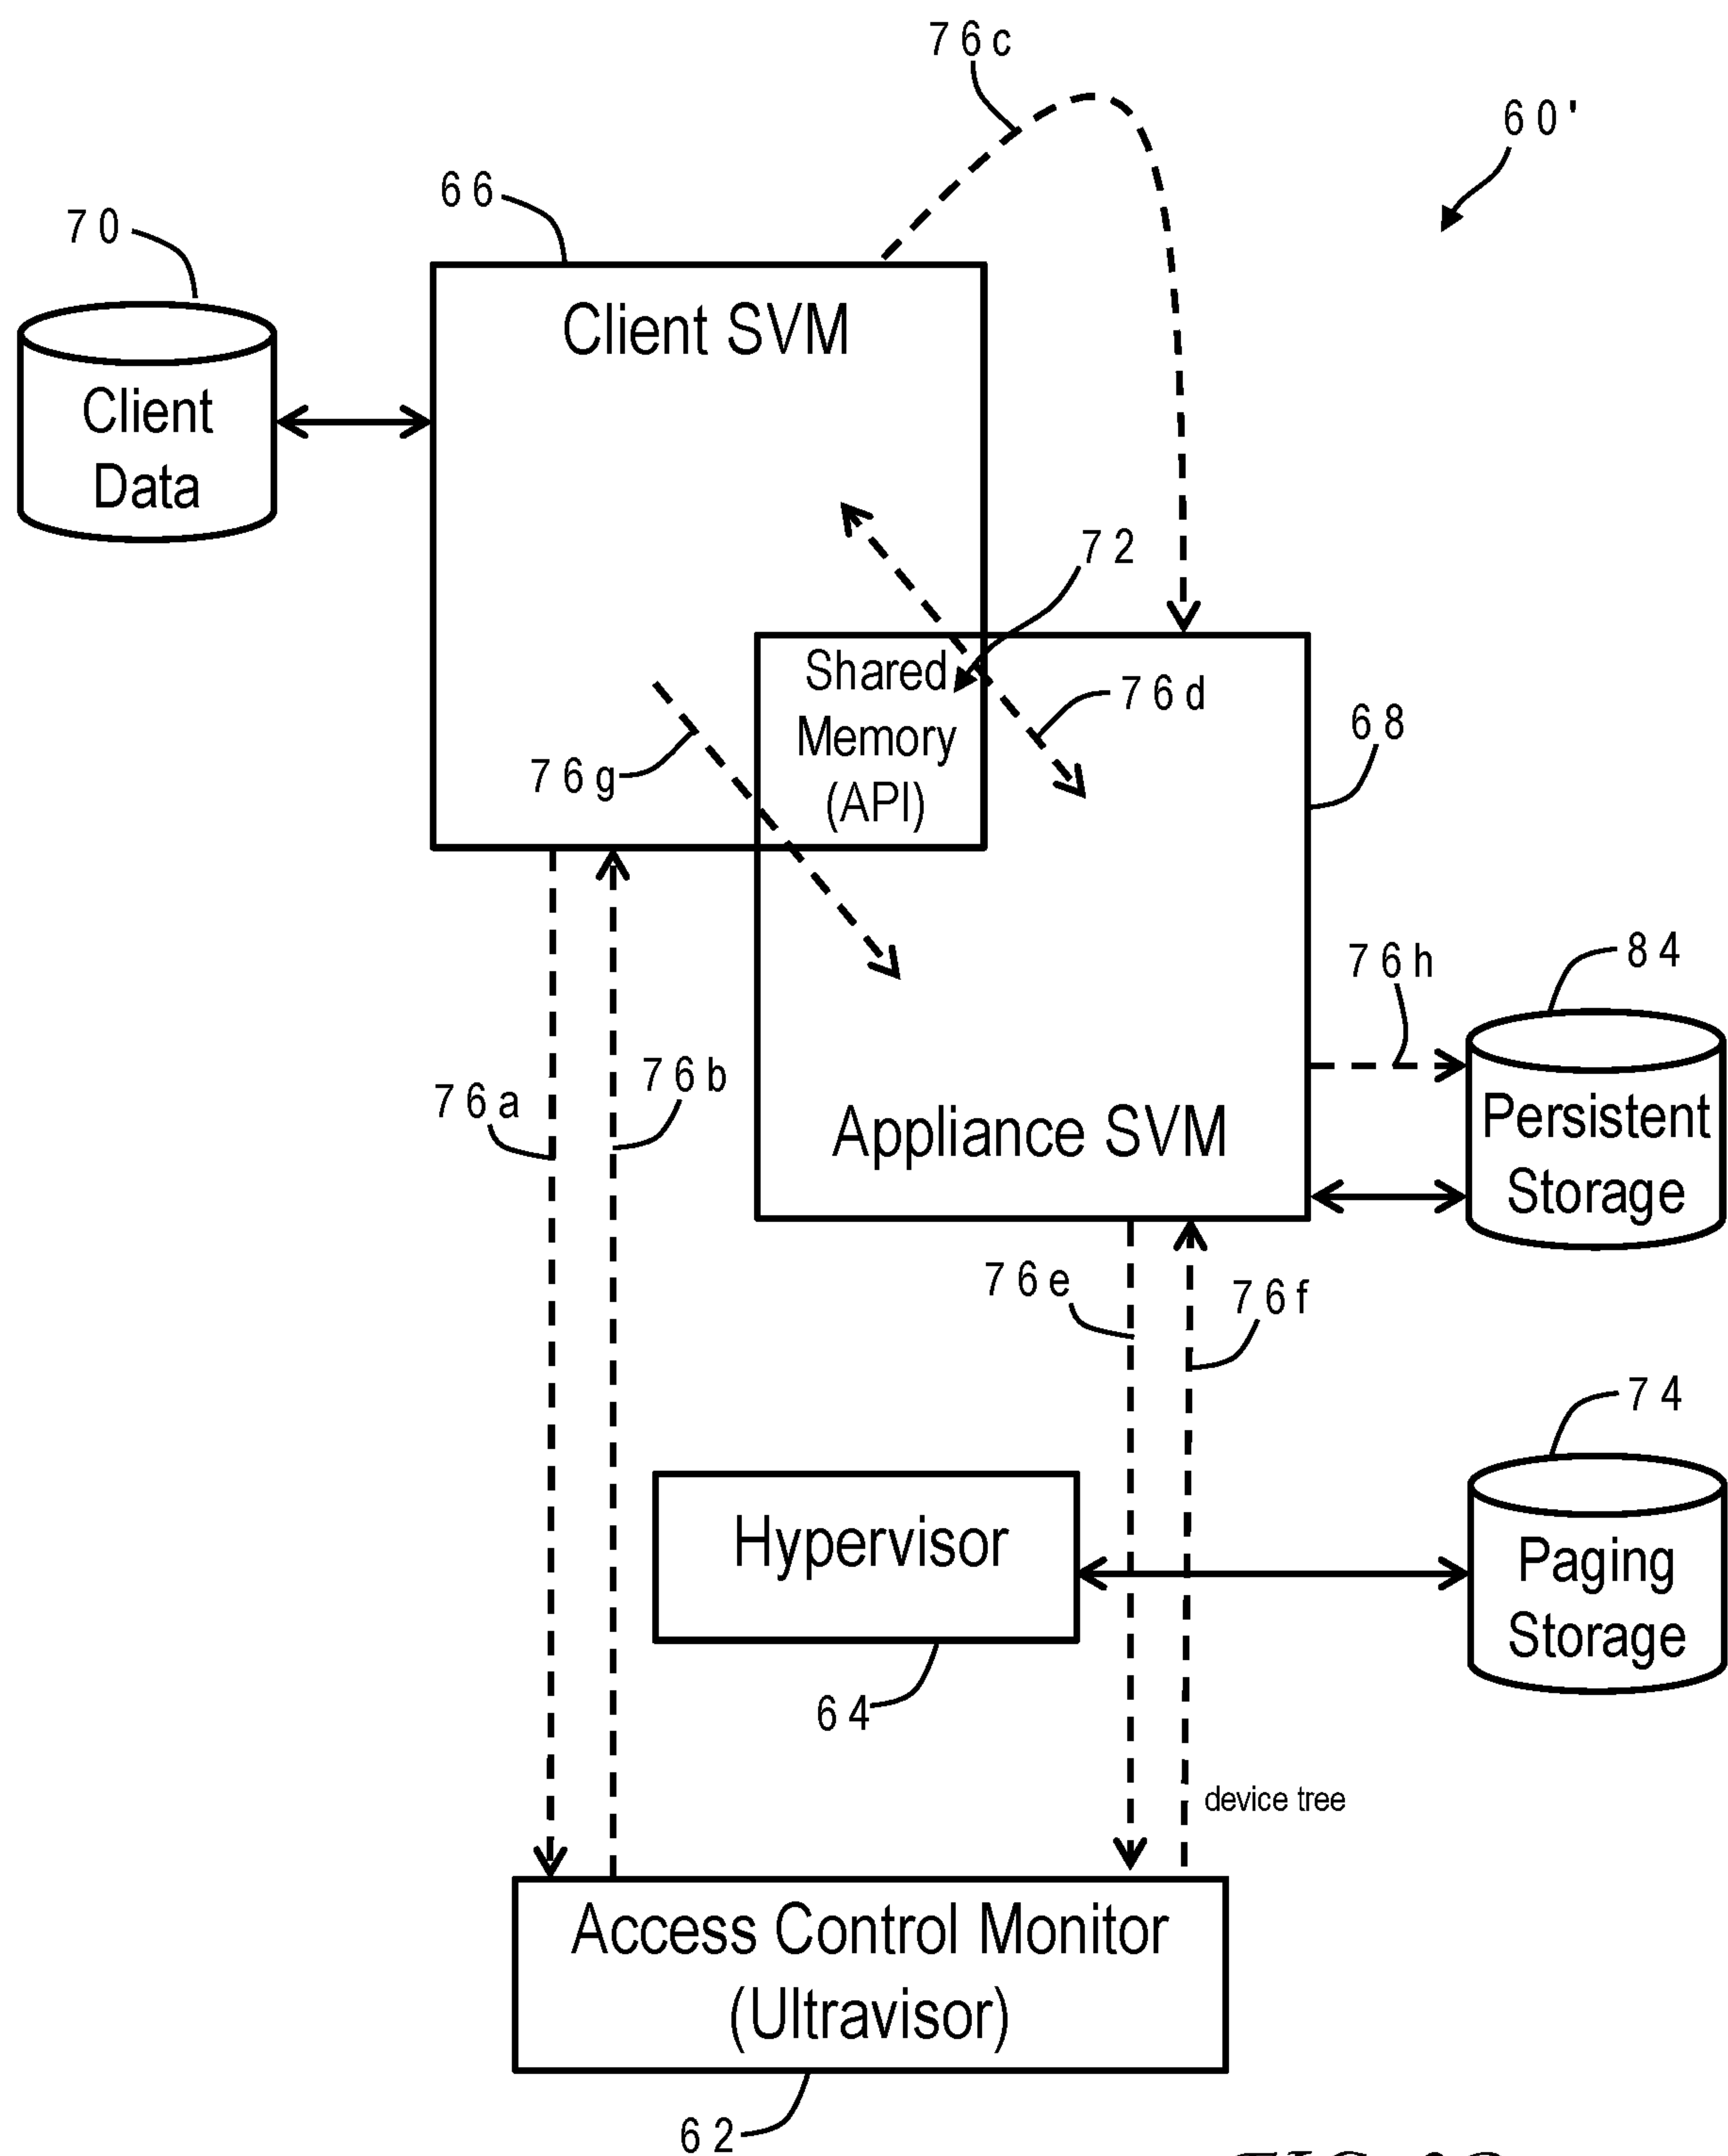 76c
60'
66
70
Client SVM
Client
Data
72
Shared
Memory
(API)
76d
68
76g
76h
84
76a
76b
Persistent
Storage
Appliance SVM
76e
76f
74
Hypervisor
Paging
Storage
64
device tree
Access Control Monitor
(Ultravisor)
62